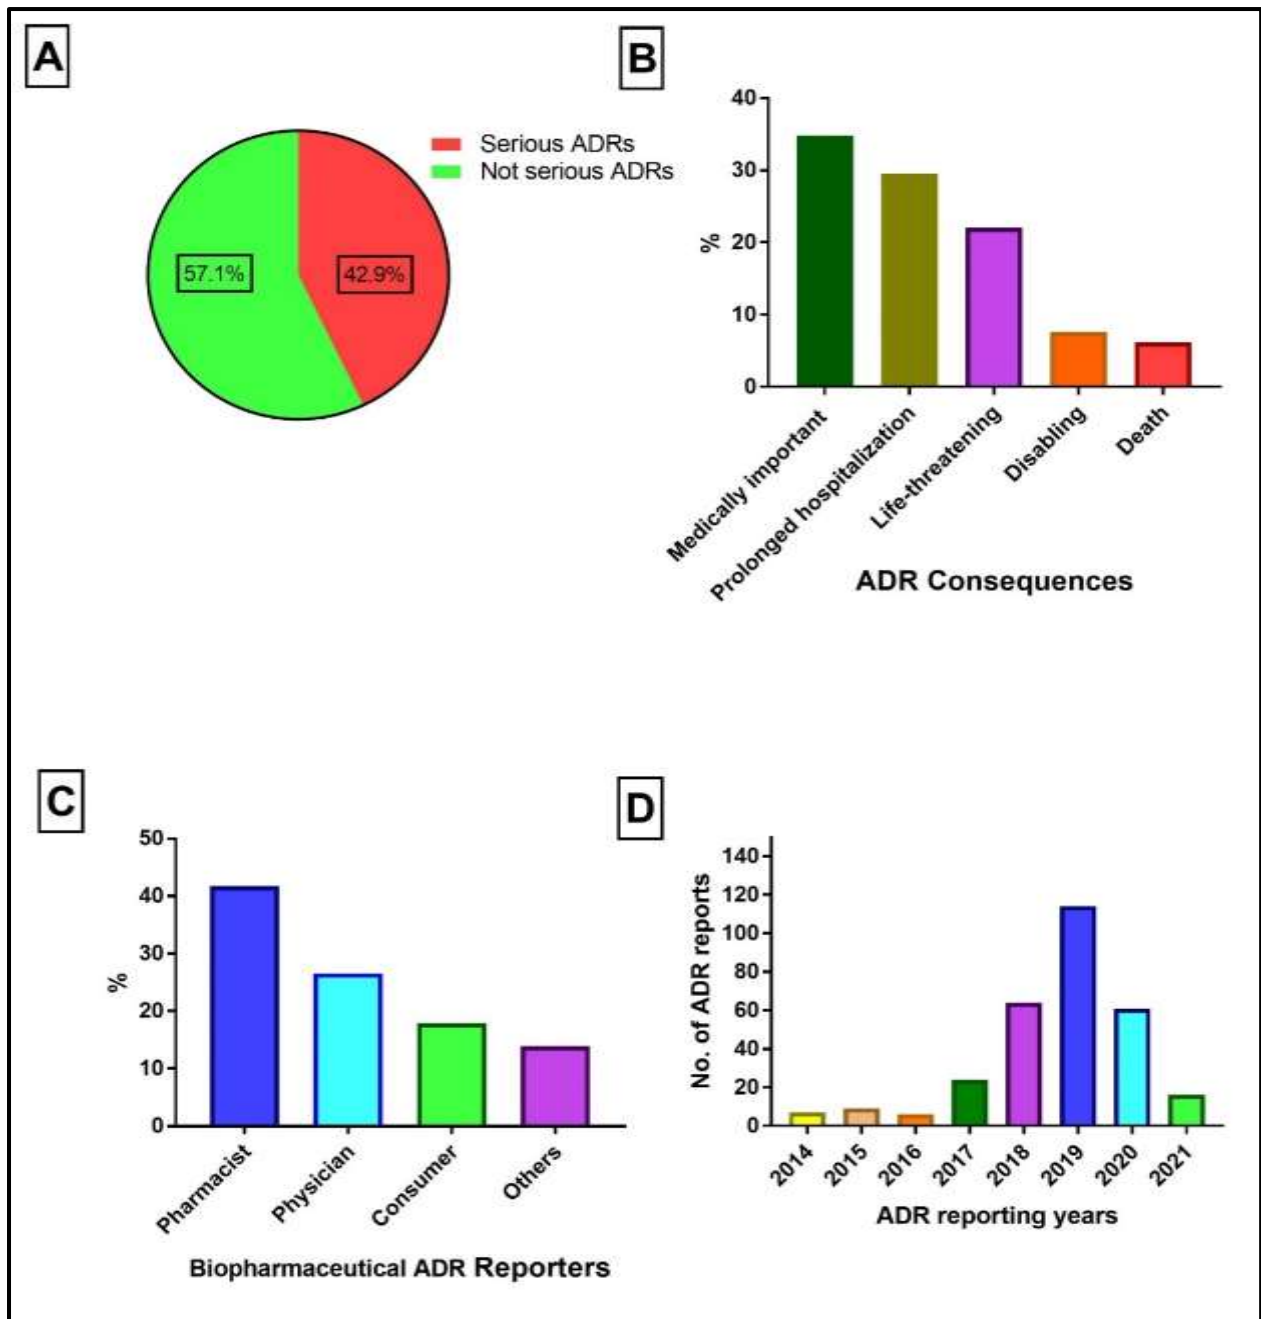 A
Serious ADRs
Not serious ADRs
57.1%
42.9%
B
40
30
20
10
0
%
Medically important
Prolonged hospitalization
Life-threatening
Disabling
Death
ADR Consequences
C
50
40
30
20
10
0
%
Pharmacist
Physician
Consumer
Others
Biopharmaceutical ADR Reporters
D
140
120
100
80
60
40
20
0
No. of ADR reports
2014
2015
2016
2017
2018
2019
2020
2021
ADR reporting years